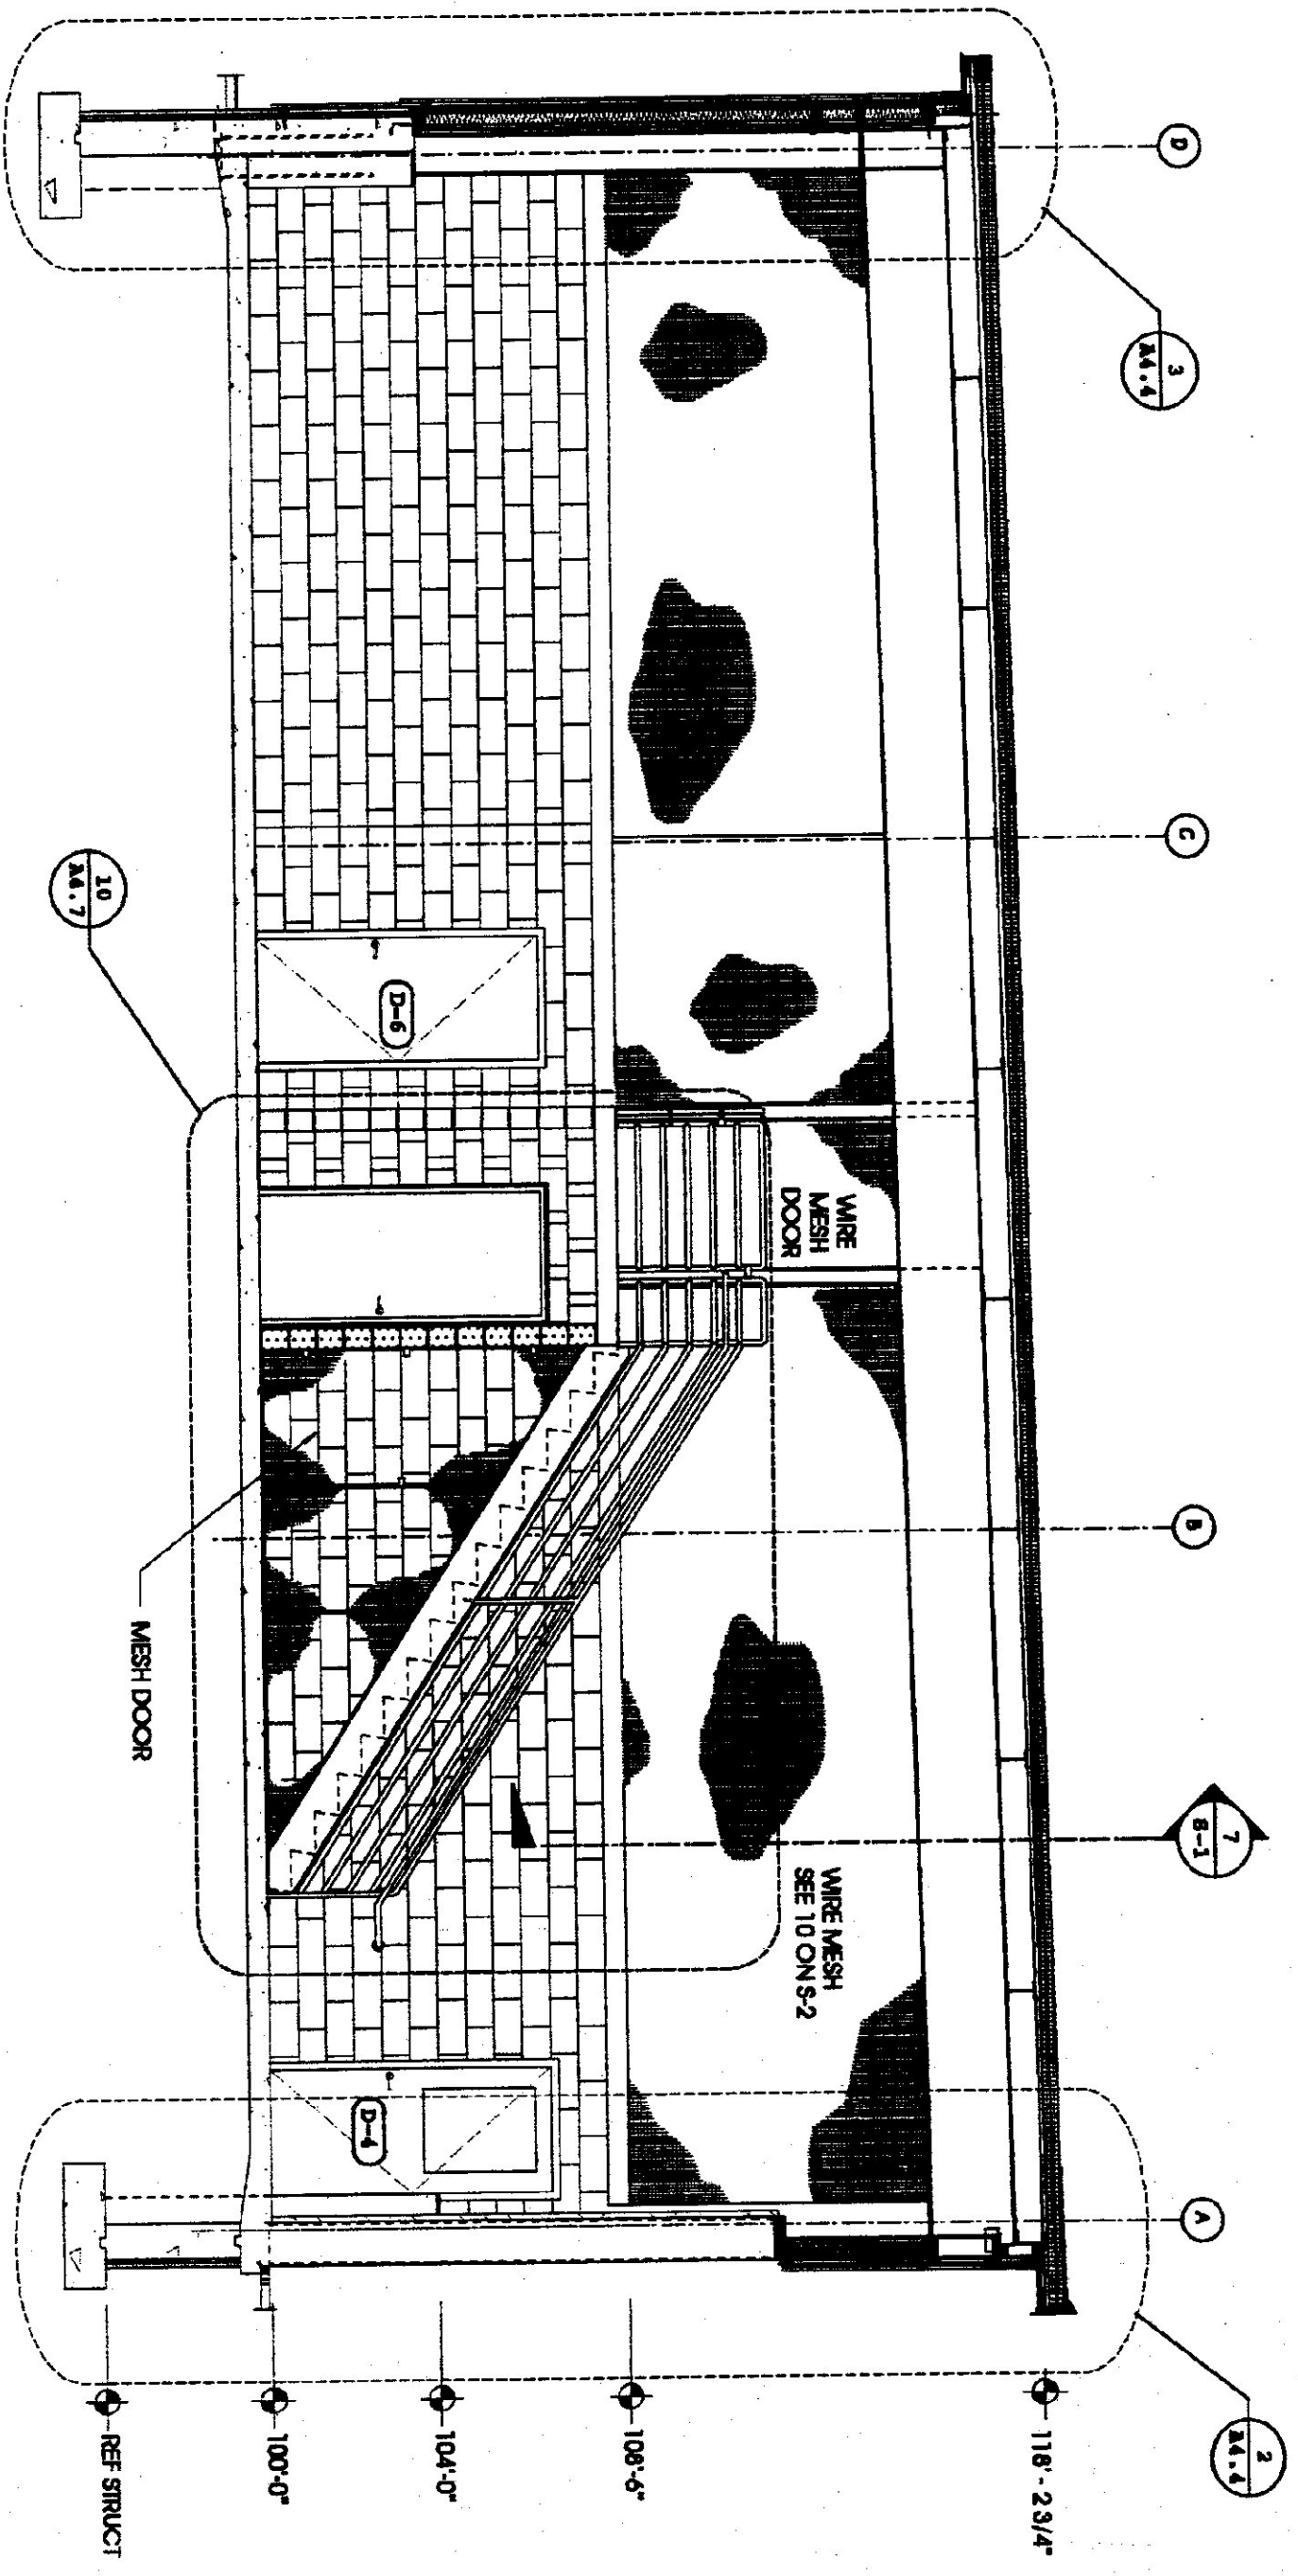 D
C
B
A
3
A4.4
7
S-1
2
A4.4
10
A4.7
WIRE
MESH
DOOR
WIRE MESH
SEE 10 ON S-2
D-6
D-4
MESH DOOR
118' - 2 3/4"
108'-6"
104'-0"
100'-0"
REF STRUCT